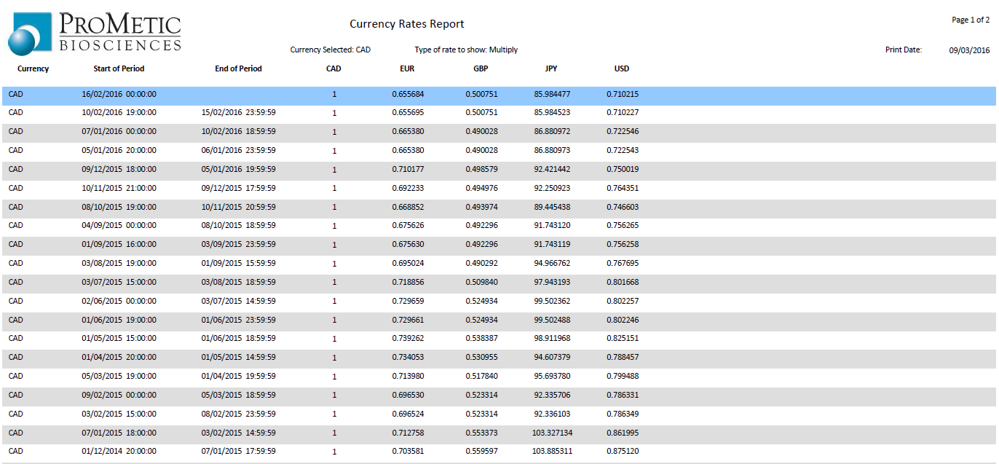 PROMETIC
BIOSCIENCES
Currency Rates Report
Page 1 of 2
Currency Selected: CAD Type of rate to show: Multiply Print Date: 09/03/2016
Currency Start of Period End of Period CAD EUR GBP JPY USD
CAD 16/02/2016 00:00:00 1 0.655684 0.500751 85.984477 0.710215
CAD 10/02/2016 19:00:00 15/02/2016 23:59:59 1 0.655695 0.500751 85.984523 0.710227
CAD 07/01/2016 00:00:00 10/02/2016 18:59:59 1 0.665380 0.490028 86.880972 0.722546
CAD 05/01/2016 20:00:00 06/01/2016 23:59:59 1 0.665380 0.490028 86.880973 0.722543
CAD 09/12/2015 18:00:00 05/01/2016 19:59:59 1 0.710177 0.498579 92.421442 0.750019
CAD 10/11/2015 21:00:00 09/12/2015 17:59:59 1 0.692233 0.494976 92.250923 0.764351
CAD 08/10/2015 19:00:00 10/11/2015 20:59:59 1 0.668852 0.493974 89.445438 0.746603
CAD 04/09/2015 00:00:00 08/10/2015 18:59:59 1 0.675626 0.492296 91.743120 0.756265
CAD 01/09/2015 16:00:00 03/09/2015 23:59:59 1 0.675630 0.492296 91.743119 0.756258
CAD 03/08/2015 19:00:00 01/09/2015 15:59:59 1 0.695024 0.490292 94.966762 0.767695
CAD 03/07/2015 15:00:00 03/08/2015 18:59:59 1 0.718856 0.509840 97.943193 0.801668
CAD 02/06/2015 00:00:00 03/07/2015 14:59:59 1 0.729659 0.524934 99.502362 0.802257
CAD 01/06/2015 19:00:00 01/06/2015 23:59:59 1 0.729661 0.524934 99.502488 0.802246
CAD 01/05/2015 15:00:00 01/06/2015 18:59:59 1 0.739262 0.538387 98.911968 0.825151
CAD 01/04/2015 20:00:00 01/05/2015 14:59:59 1 0.734053 0.530955 94.607379 0.788457
CAD 05/03/2015 19:00:00 01/04/2015 19:59:59 1 0.713980 0.517840 95.693780 0.799488
CAD 09/02/2015 00:00:00 05/03/2015 18:59:59 1 0.696530 0.523314 92.335706 0.786331
CAD 03/02/2015 15:00:00 08/02/2015 23:59:59 1 0.696524 0.523314 92.336103 0.786349
CAD 07/01/2015 18:00:00 03/02/2015 14:59:59 1 0.712758 0.553373 103.327134 0.861995
CAD 01/12/2014 20:00:00 07/01/2015 17:59:59 1 0.703581 0.559597 103.885311 0.875120